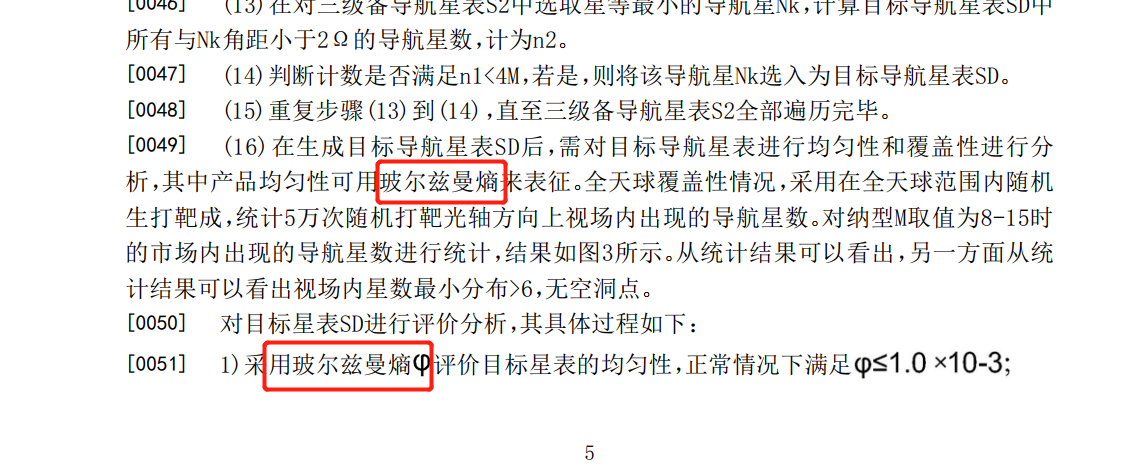 [0046] (13)在对三级备导航星表S2中选取星等最小的导航星Nk,计算目标导航星表SD中
所有与Nk角距小于2Ω的导航星数,计为n2。
[0047] (14)判断计数是否满足n1<4M,若是,则将该导航星Nk选入为目标导航星表SD。
[0048] (15)重复步骤(13)到(14),直至三级备导航星表S2全部遍历完毕。
[0049] (16)在生成目标导航星表SD后,需对目标导航星表进行均匀性和覆盖性进行分
析,其中产品均匀性可用玻尔兹曼熵来表征。全天球覆盖性情况,采用在全天球范围内随机
生打靶成,统计5万次随机打靶光轴方向上视场内出现的导航星数。对纳型M取值为8-15时
的市场内出现的导航星数进行统计,结果如图3所示。从统计结果可以看出,另一方面从统
计结果可以看出视场内星数最小分布>6,无空洞点。
[0050] 对目标星表SD进行评价分析,其具体过程如下:
[0051] 1)采用玻尔兹曼熵φ评价目标星表的均匀性,正常情况下满足φ≤1.0 ×10-3;
5